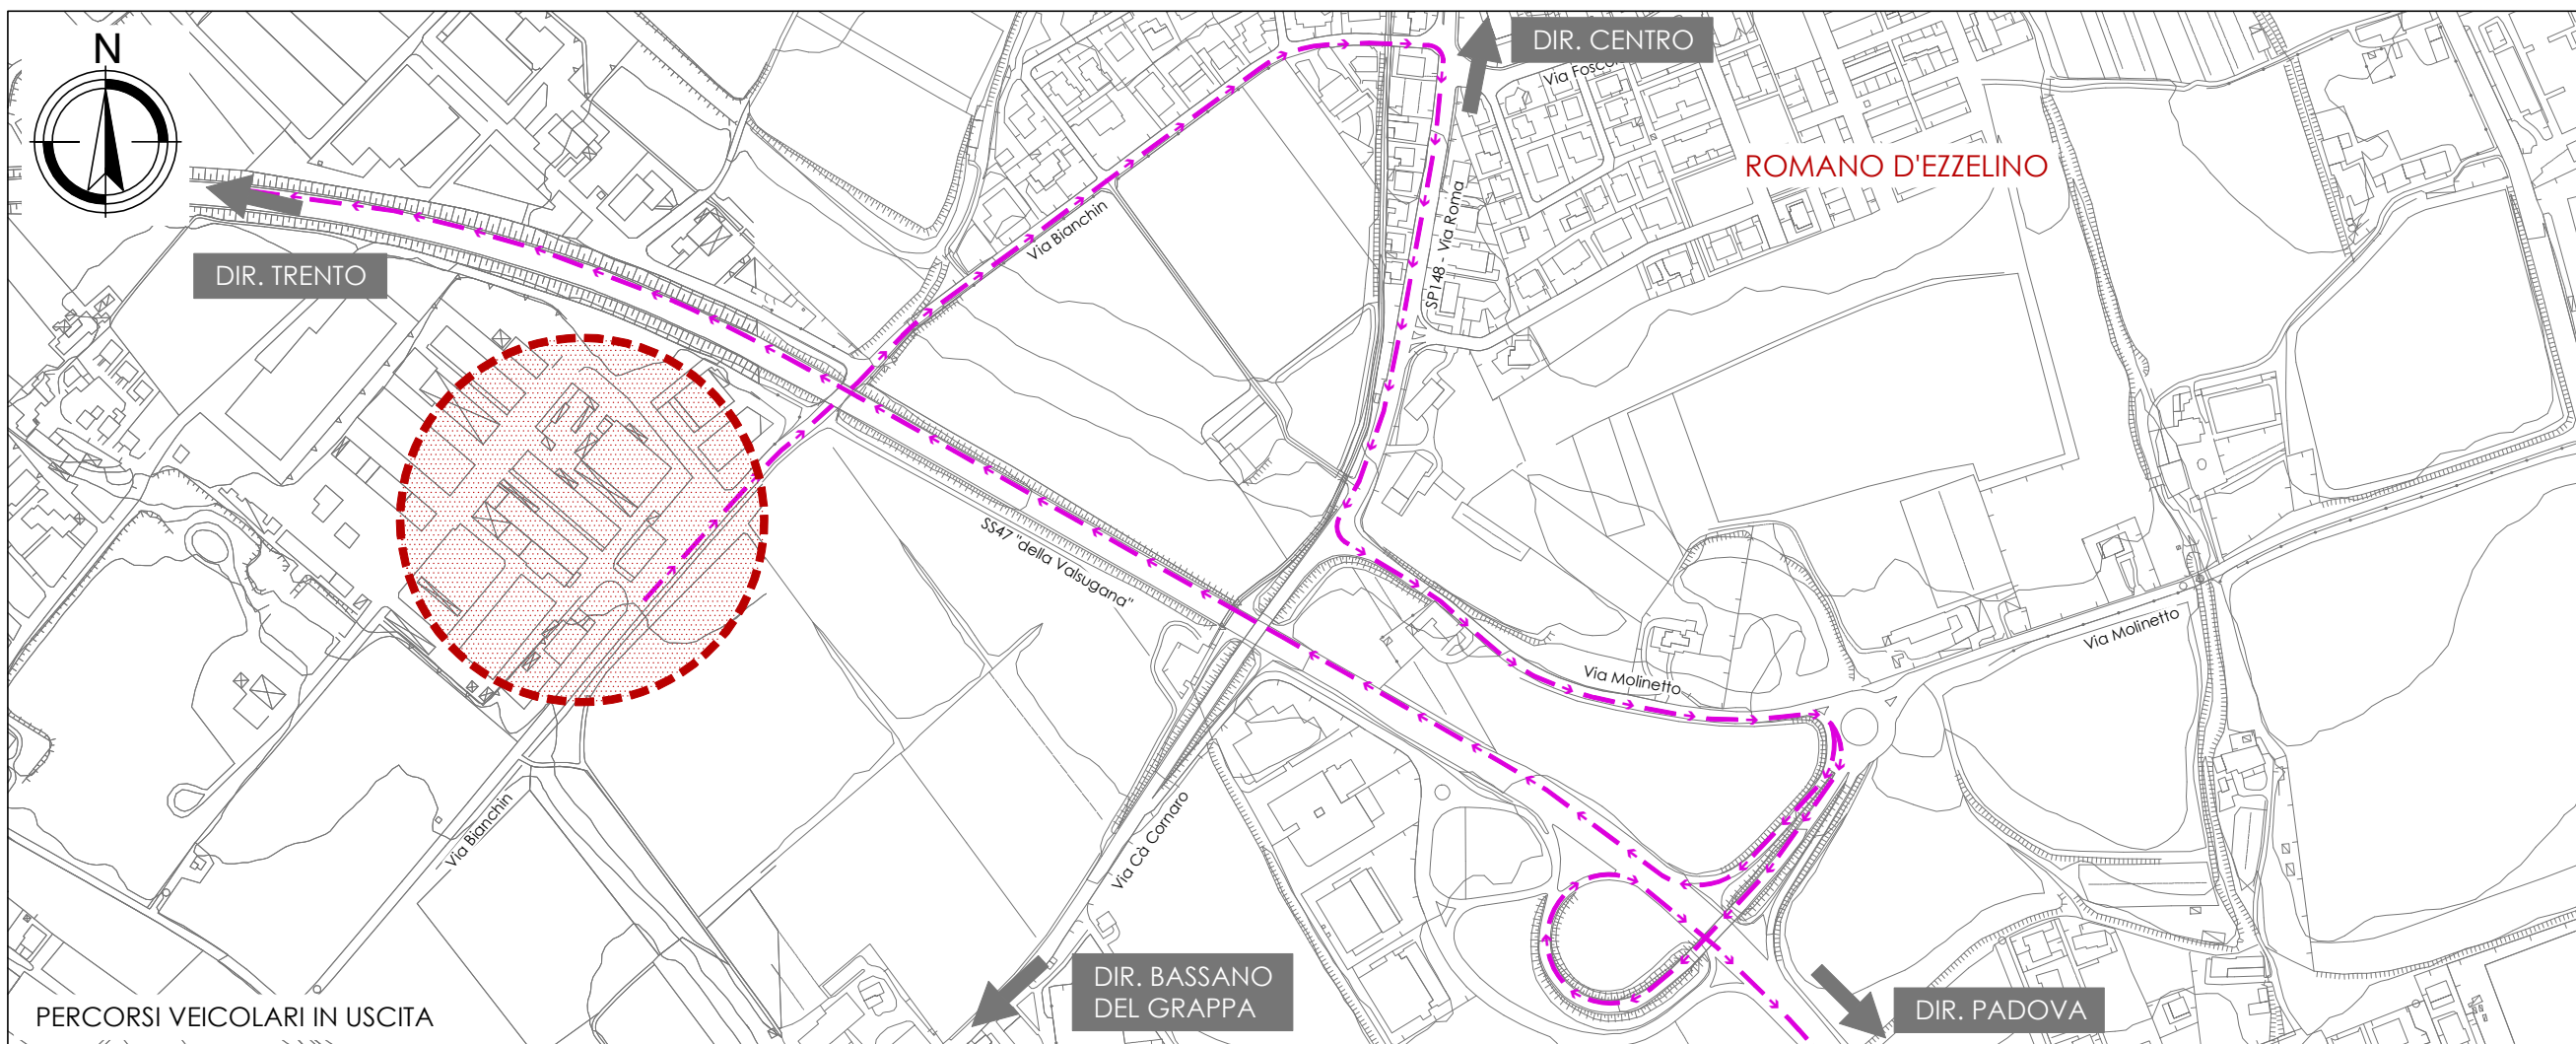 N
DIR. CENTRO
Via Fosco
ROMANO D'EZZELINO
Via Bianchin
SP148 - Via Roma
DIR. TRENTO
SS47 "della Valsugana"
Via Molinetto
Via Molinetto
Via Bianchin
Via Cà Cornaro
DIR. BASSANO
DEL GRAPPA
DIR. PADOVA
PERCORSI VEICOLARI IN USCITA